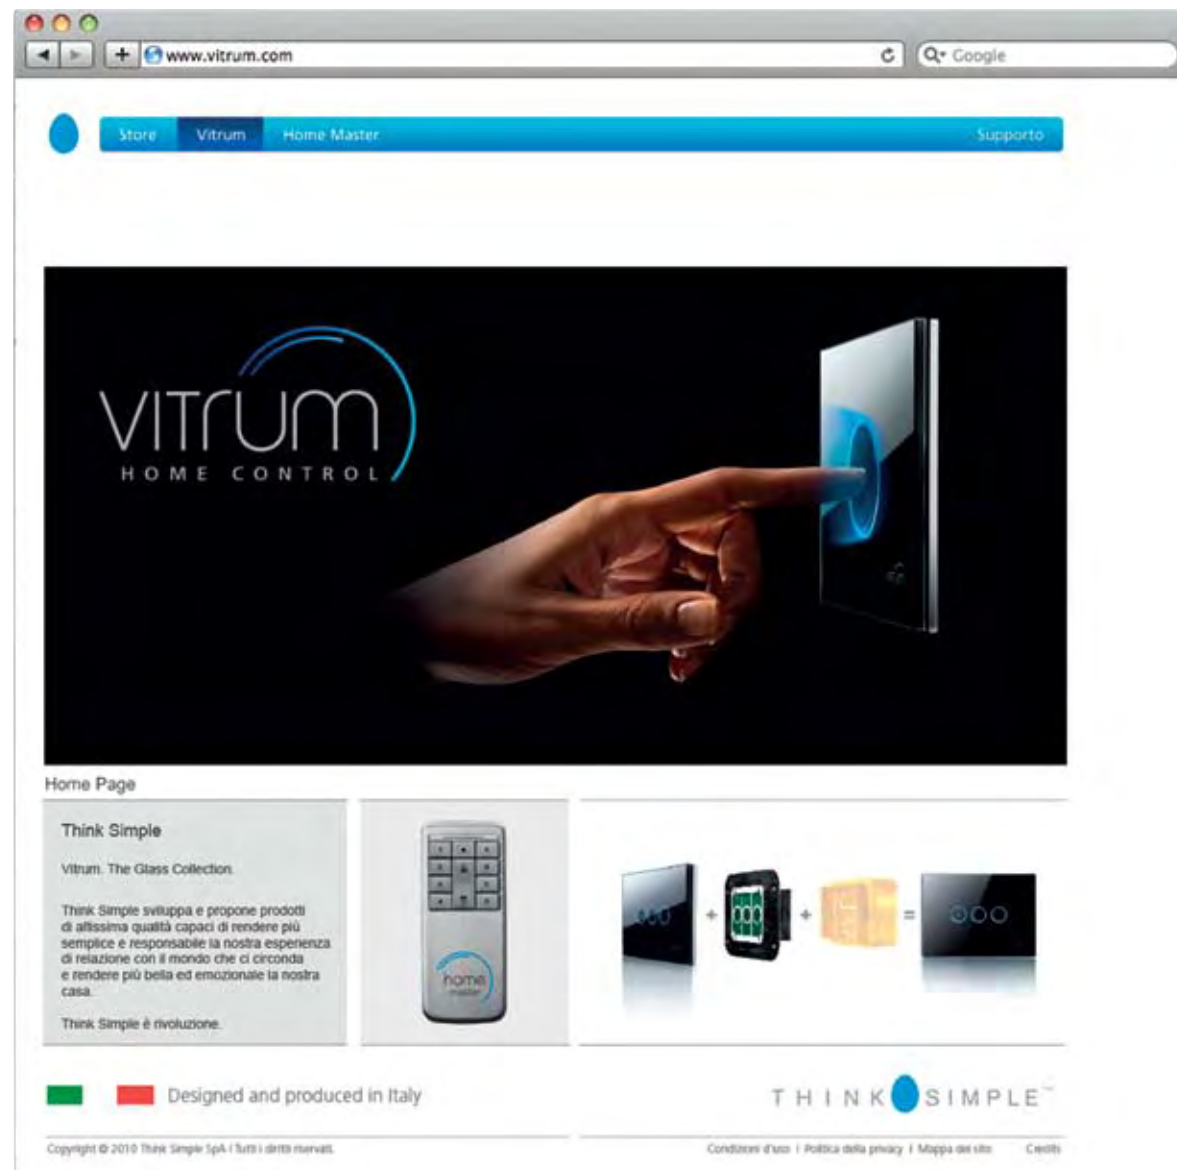 www.vitrum.com
Google
Store Vitrum Home Master Supporto
VITrUM
HOME CONTROL
Home Page
Think Simple
Vitrum. The Glass Collection.
Think Simple sviluppa e propone prodotti
di altissima qualità capaci di rendere più
semplice e responsabile la nostra esperienza
di relazione con il mondo che ci circonda
e rendere più bella ed emozionale la nostra
casa.
Think Simple è rivoluzione.
home
master
Designed and produced in Italy
THINK SIMPLE™
Copyright © 2010 Think Simple SpA | Tutti i diritti riservati.
Condizioni d'uso | Politica della privacy | Mappa del sito Credits